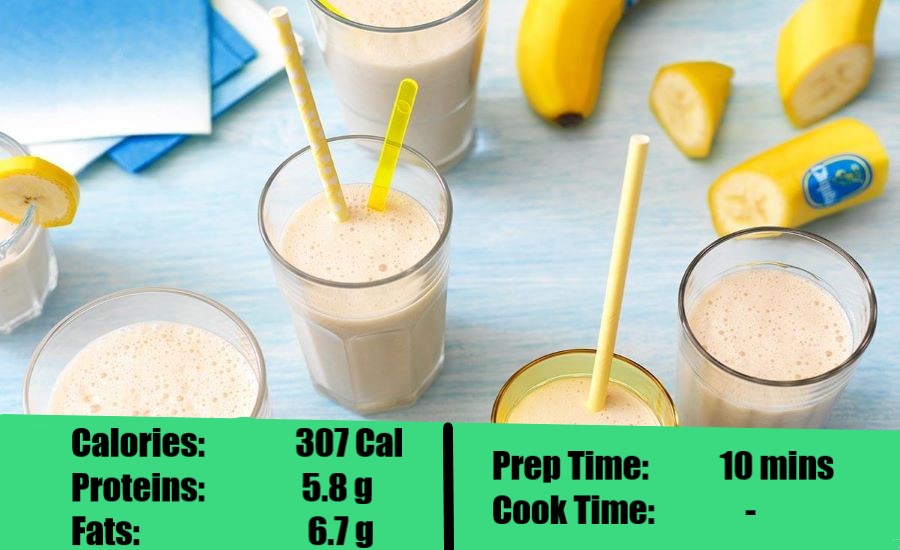 Calories: 307 Cal
Proteins: 5.8 g
Fats: 6.7 g
Prep Time: 10 mins
Cook Time: -